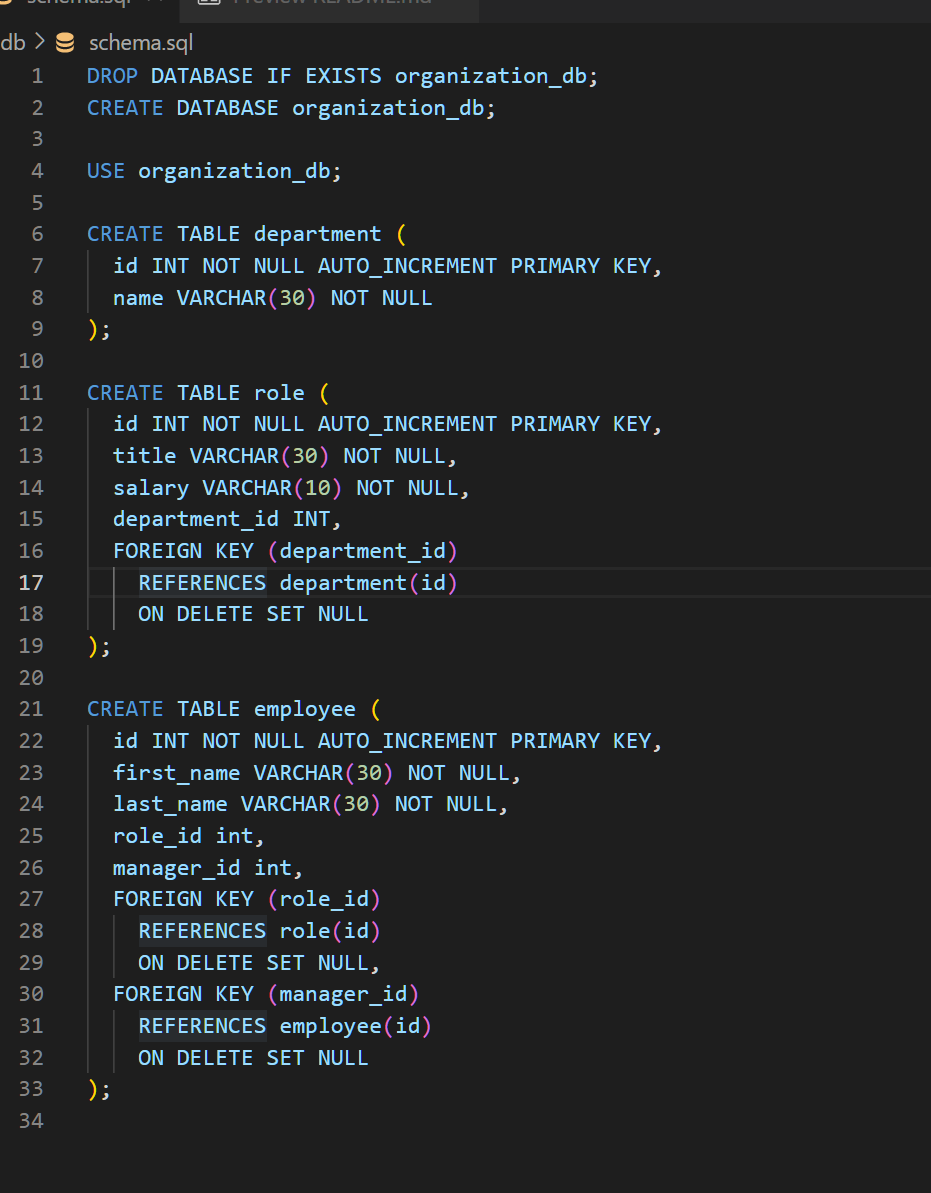 schema.sql
Preview README.md
db > schema.sql
1 DROP DATABASE IF EXISTS organization_db;
2 CREATE DATABASE organization_db;
3
4 USE organization_db;
5
6 CREATE TABLE department (
7 id INT NOT NULL AUTO_INCREMENT PRIMARY KEY,
8 name VARCHAR(30) NOT NULL
9 );
10
11 CREATE TABLE role (
12 id INT NOT NULL AUTO_INCREMENT PRIMARY KEY,
13 title VARCHAR(30) NOT NULL,
14 salary VARCHAR(10) NOT NULL,
15 department_id INT,
16 FOREIGN KEY (department_id)
17 REFERENCES department(id)
18 ON DELETE SET NULL
19 );
20
21 CREATE TABLE employee (
22 id INT NOT NULL AUTO_INCREMENT PRIMARY KEY,
23 first_name VARCHAR(30) NOT NULL,
24 last_name VARCHAR(30) NOT NULL,
25 role_id int,
26 manager_id int,
27 FOREIGN KEY (role_id)
28 REFERENCES role(id)
29 ON DELETE SET NULL,
30 FOREIGN KEY (manager_id)
31 REFERENCES employee(id)
32 ON DELETE SET NULL
33 );
34